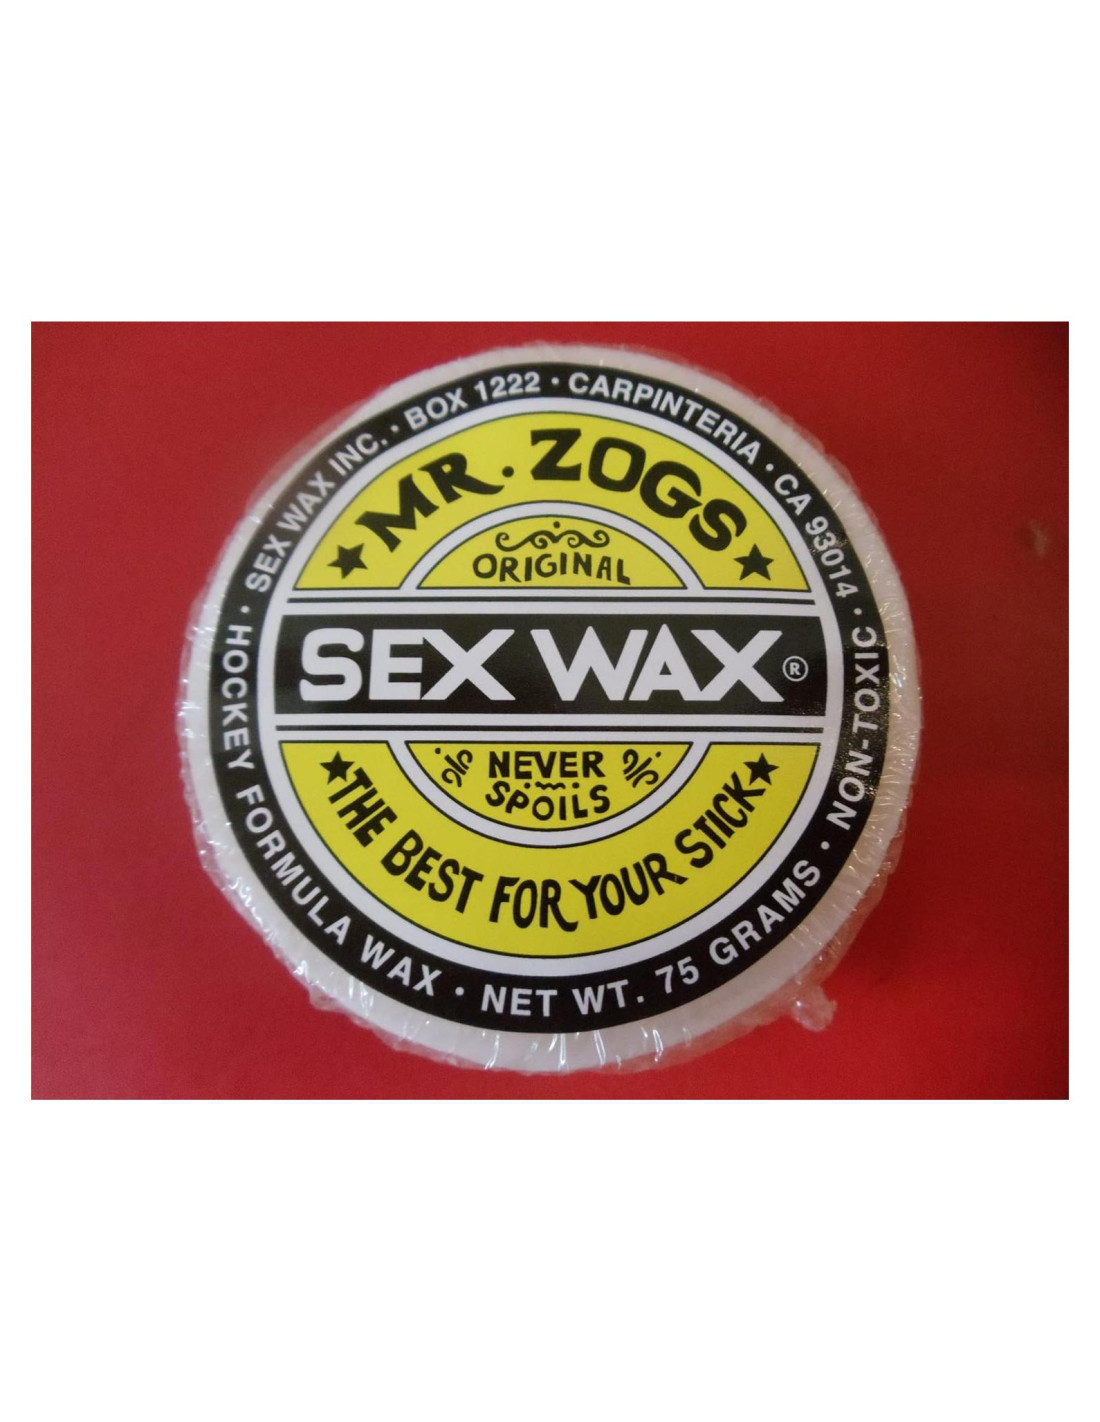 MR. ZOGS
ORIGINAL
SEX WAX®
NEVER
SPOILS
THE BEST FOR YOUR STICK
SEX WAX INC. • BOX 1222 • CARPINTERIA • CA 93014 • NON-TOXIC
• HOCKEY FORMULA WAX • NET WT. 75 GRAMS •